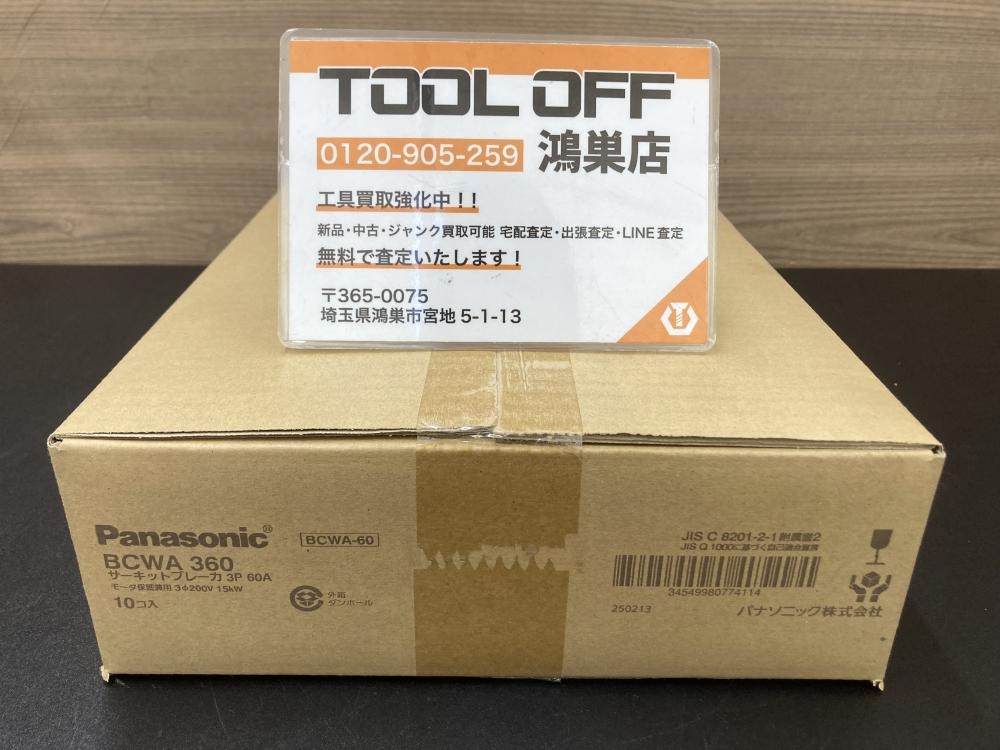 TOOL OFF
0120-905-259 鴻巣店
工具買取強化中！！
新品・中古・ジャンク買取可能 宅配査定・出張査定・LINE査定
無料で査定いたします！
〒365-0075
埼玉県鴻巣市宮地 5-1-13
Panasonic®
BCWA-60
BCWA 360
サーキットブレーカ 3P 60A
モータ保護兼用 3φ200V 15kW
10コ入
外箱
ダンボール
JIS C 8201-2-1 附属書2
JIS Q 1000に基づく自己適合宣言
34549980774114
250213
パナソニック株式会社